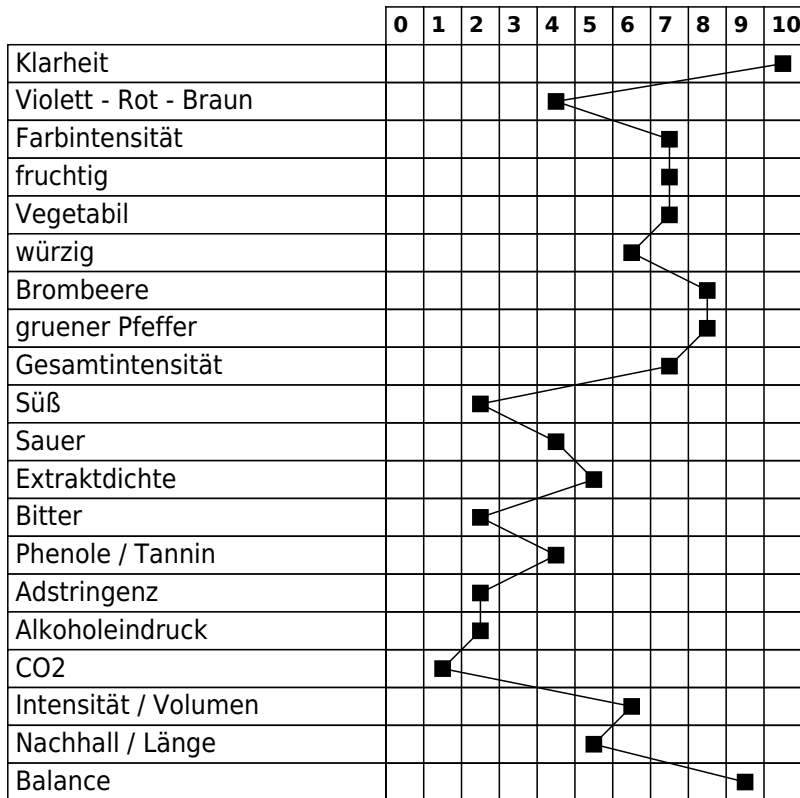 0 1 2 3 4 5 6 7 8 9 10
Klarheit
Violett - Rot - Braun
Farbintensität
fruchtig
Vegetabil
würzig
Brombeere
gruener Pfeffer
Gesamtintensität
Süß
Sauer
Extraktdichte
Bitter
Phenole / Tannin
Adstringenz
Alkoholeindruck
CO2
Intensität / Volumen
Nachhall / Länge
Balance